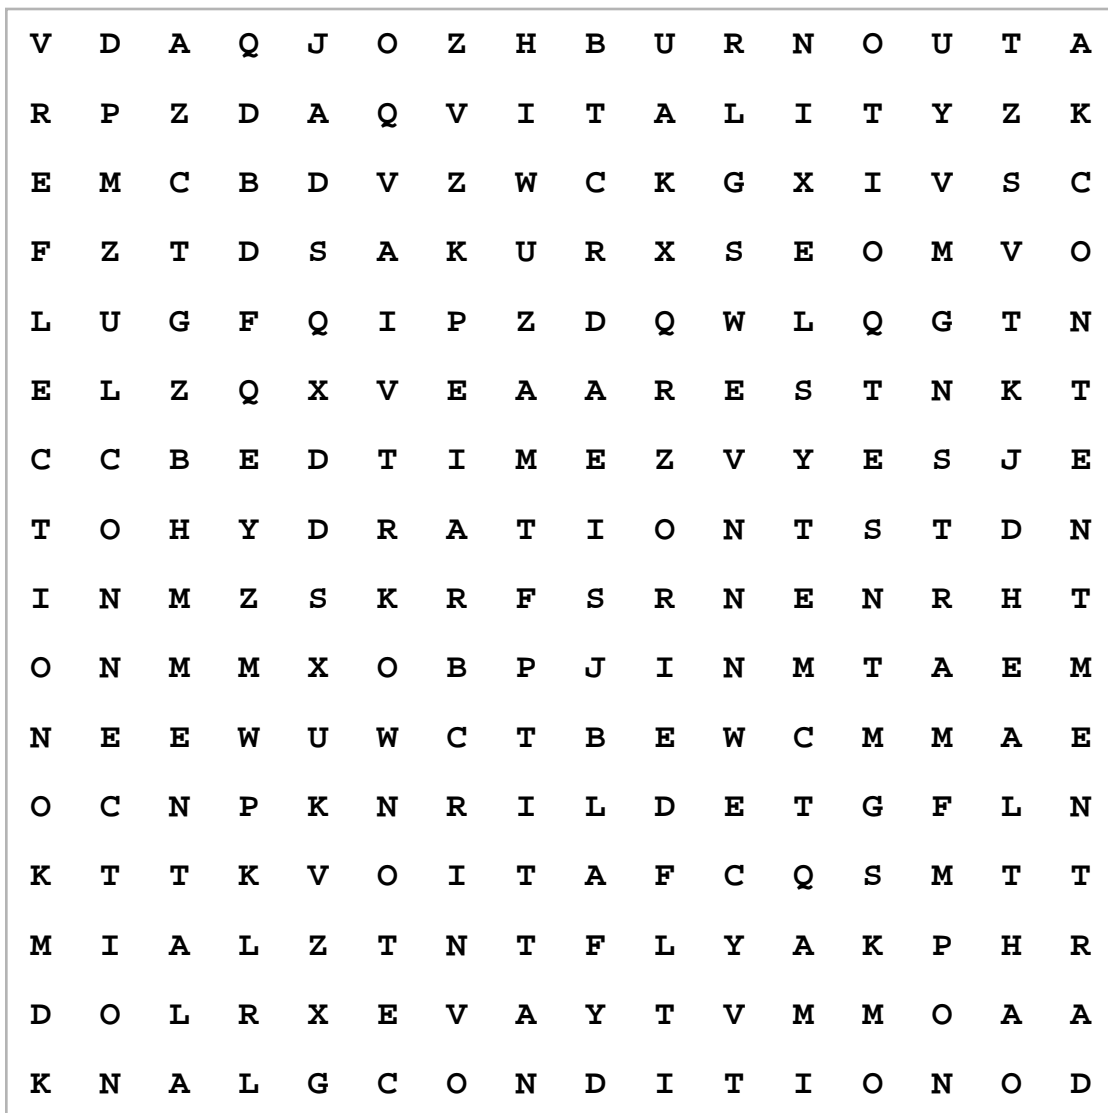 V D A Q J O Z H B U R N O U T A
R P Z D A Q V I T A L I T Y Z K
E M C B D V Z W C K G X I V S C
F Z T D S A K U R X S E O M V O
L U G F Q I P Z D Q W L Q G T N
E L Z Q X V E A A R E S T N K T
C C B E D T I M E Z V Y E S J E
T O H Y D R A T I O N T S T D N
I N M Z S K R F S R N E N R H T
O N M M X O B P J I N M T A E M
N E E W U W C T B E W C M M A E
O C N P K N R I L D E T G F L N
K T T K V O I T A F C Q S M T T
M I A L Z T N T F L Y A K P H R
D O L R X E V A Y T V M M O A A
K N A L G C O N D I T I O N O D